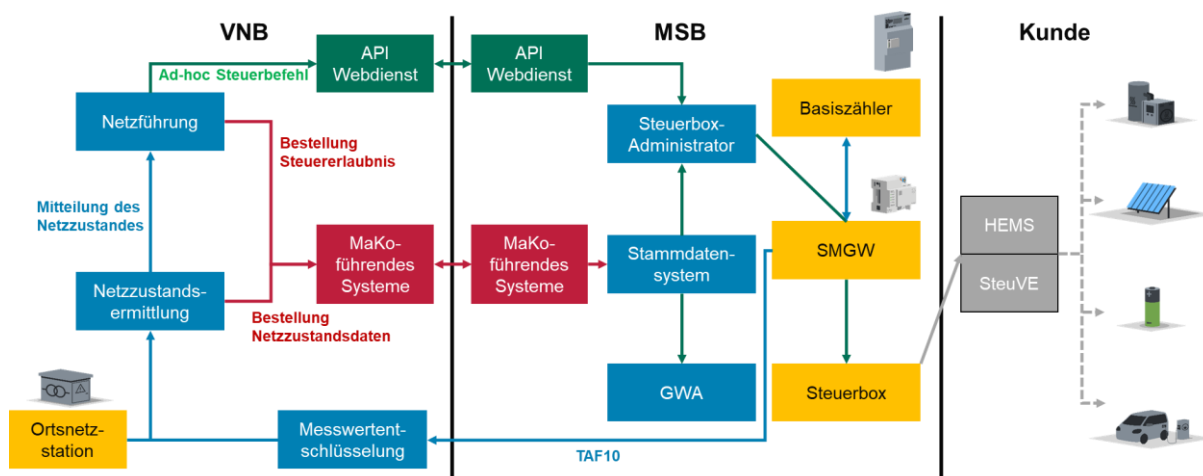 VNB
MSB
Kunde
API
Webdienst
API
Webdienst
Ad-hoc Steuerbefehl
Netzführung
Steuerbox-
Administrator
Basiszähler
Bestellung
Steuererlaubnis
Mitteilung des
Netzzustandes
MaKo-
führendes
Systeme
MaKo-
führendes
Systeme
Stammdaten-
system
SMGW
HEMS
SteuVE
Netzzustands-
ermittlung
Bestellung
Netzzustandsdaten
GWA
Steuerbox
Ortsnetz-
station
Messwertent-
schlüsselung
TAF10